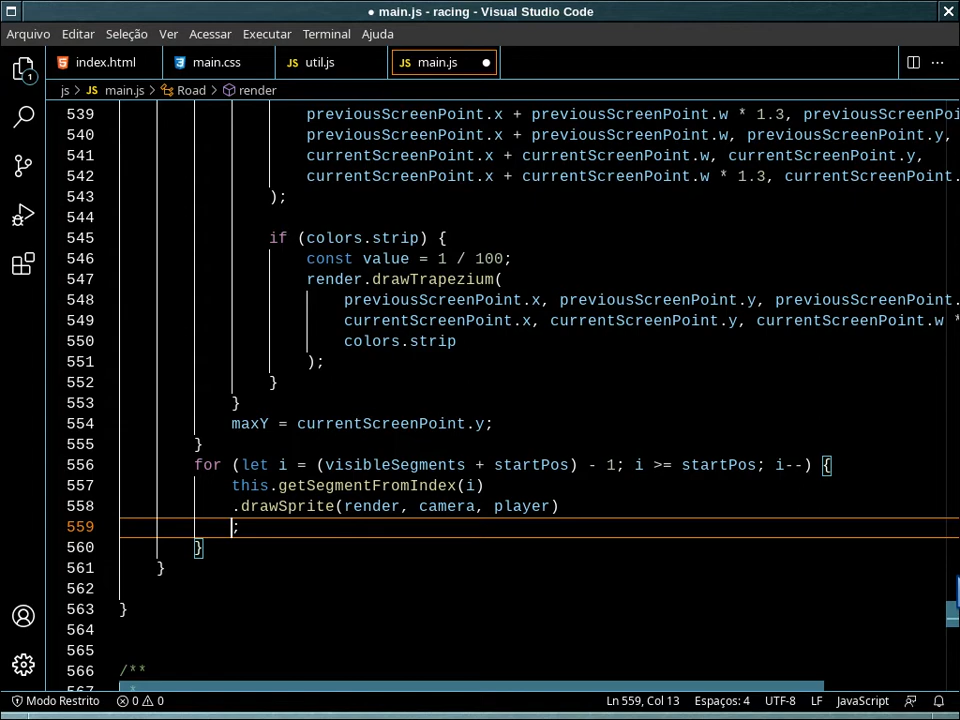 ● main.js - racing - Visual Studio Code
Arquivo Editar Seleção Ver Acessar Executar Terminal Ajuda
index.html main.css JS util.js JS main.js
js > JS main.js > Road > render
539 previousScreenPoint.x + previousScreenPoint.w * 1.3, previousScreenPoi
540 previousScreenPoint.x + previousScreenPoint.w, previousScreenPoint.y,
541 currentScreenPoint.x + currentScreenPoint.w, currentScreenPoint.y,
542 currentScreenPoint.x + currentScreenPoint.w * 1.3, currentScreenPoint.
543 );
544
545 if (colors.strip) {
546 const value = 1 / 100;
547 render.drawTrapezium(
548 previousScreenPoint.x, previousScreenPoint.y, previousScreenPoint.
549 currentScreenPoint.x, currentScreenPoint.y, currentScreenPoint.w *
550 colors.strip
551 );
552 }
553 }
554 maxY = currentScreenPoint.y;
555 }
556 for (let i = (visibleSegments + startPos) - 1; i >= startPos; i--) {
557 this.getSegmentFromIndex(i)
558 .drawSprite(render, camera, player)
559 ;
560 }
561 }
562
563 }
564
565
566 /**
567 *
1
Modo Restrito 0 0 Ln 559, Col 13 Espaços: 4 UTF-8 LF JavaScript